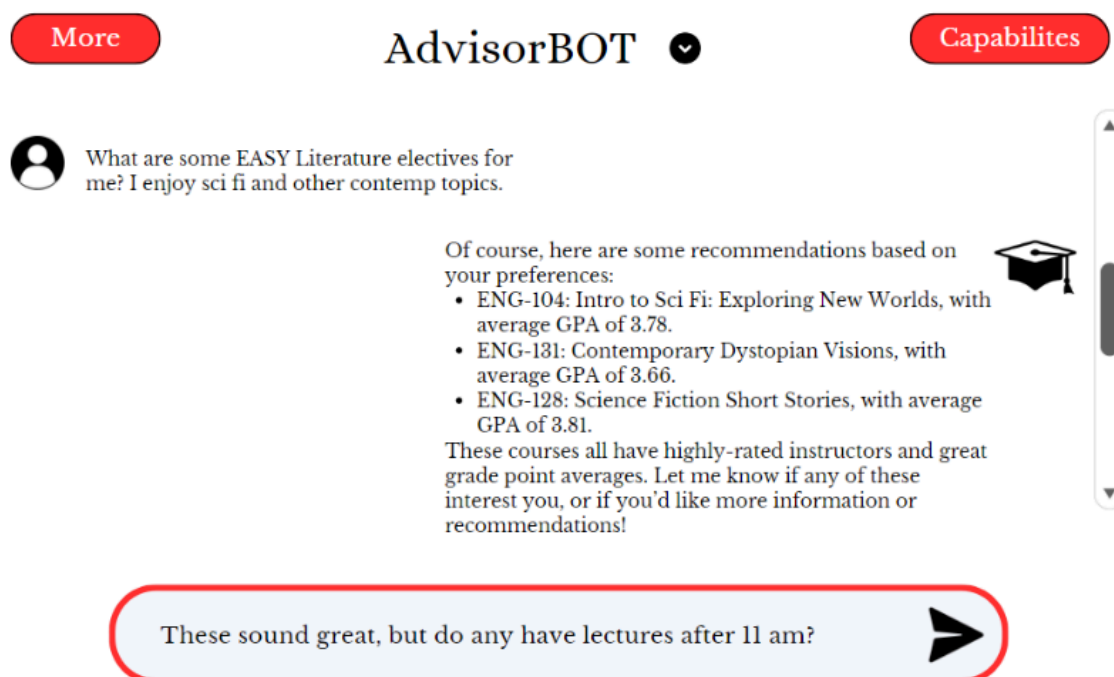 More
AdvisorBOT
Capabilites
What are some EASY Literature electives for
me? I enjoy sci fi and other contemp topics.
Of course, here are some recommendations based on
your preferences:
• ENG-104: Intro to Sci Fi: Exploring New Worlds, with
average GPA of 3.78.
• ENG-131: Contemporary Dystopian Visions, with
average GPA of 3.66.
• ENG-128: Science Fiction Short Stories, with average
GPA of 3.81.
These courses all have highly-rated instructors and great
grade point averages. Let me know if any of these
interest you, or if you’d like more information or
recommendations!
These sound great, but do any have lectures after 11 am?